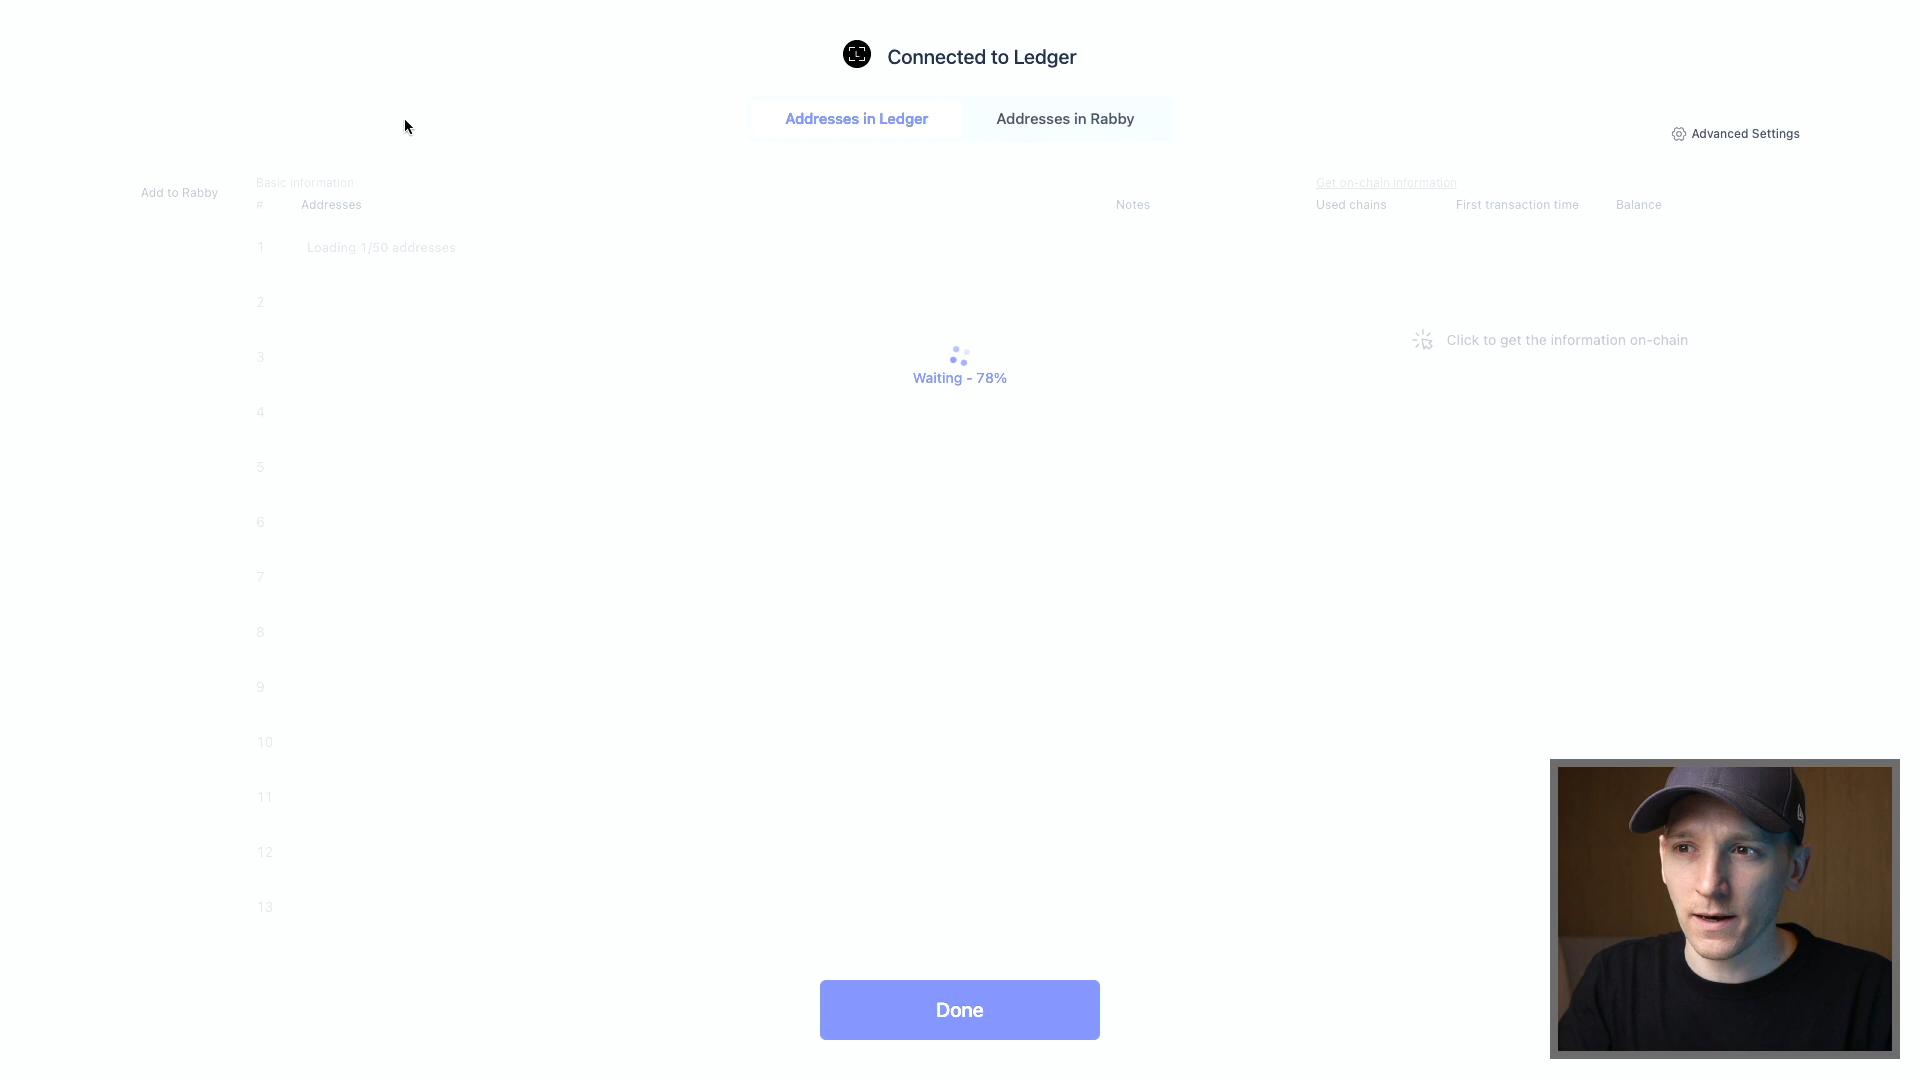 Connected to Ledger
Addresses in Ledger
Addresses in Rabby
Advanced Settings
Add to Rabby
Basic information
Get on-chain information
#
Addresses
Notes
Used chains
First transaction time
Balance
1
Loading 1/50 addresses
2
Click to get the information on-chain
3
Waiting - 78%
4
5
6
7
8
9
10
11
12
13
Done